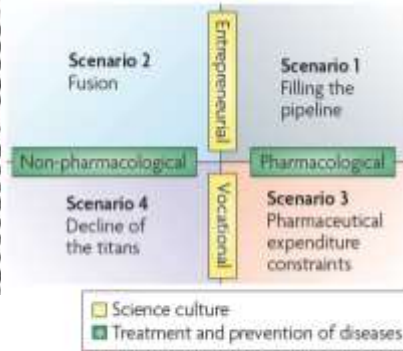 Scenario 2
Fusion
Entrepreneurial
Scenario 1
Filling the
pipeline
Non-pharmacological
Pharmacological
Scenario 4
Decline of
the titans
Vocational
Scenario 3
Pharmaceutical
expenditure
constraints
Science culture
Treatment and prevention of diseases